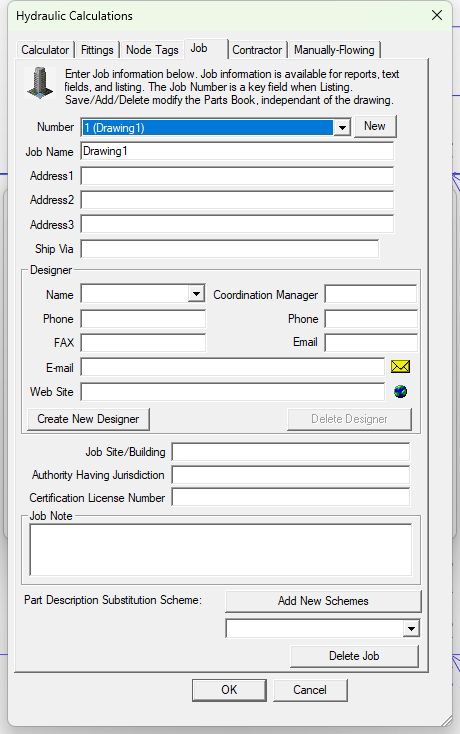 Hydraulic Calculations
Calculator Fittings Node Tags Job Contractor Manually-Flowing
Enter Job information below. Job information is available for reports, text
fields, and listing. The Job Number is a key field when Listing.
Save/Add/Delete modify the Parts Book, independant of the drawing.
Number 1 (Drawing1) New
Job Name Drawing1
Address1
Address2
Address3
Ship Via
Designer
Name Coordination Manager
Phone Phone
FAX Email
E-mail
Web Site
Create New Designer Delete Designer
Job Site/Building
Authority Having Jurisdiction
Certification License Number
Job Note
Part Description Substitution Scheme: Add New Schemes
Delete Job
OK Cancel